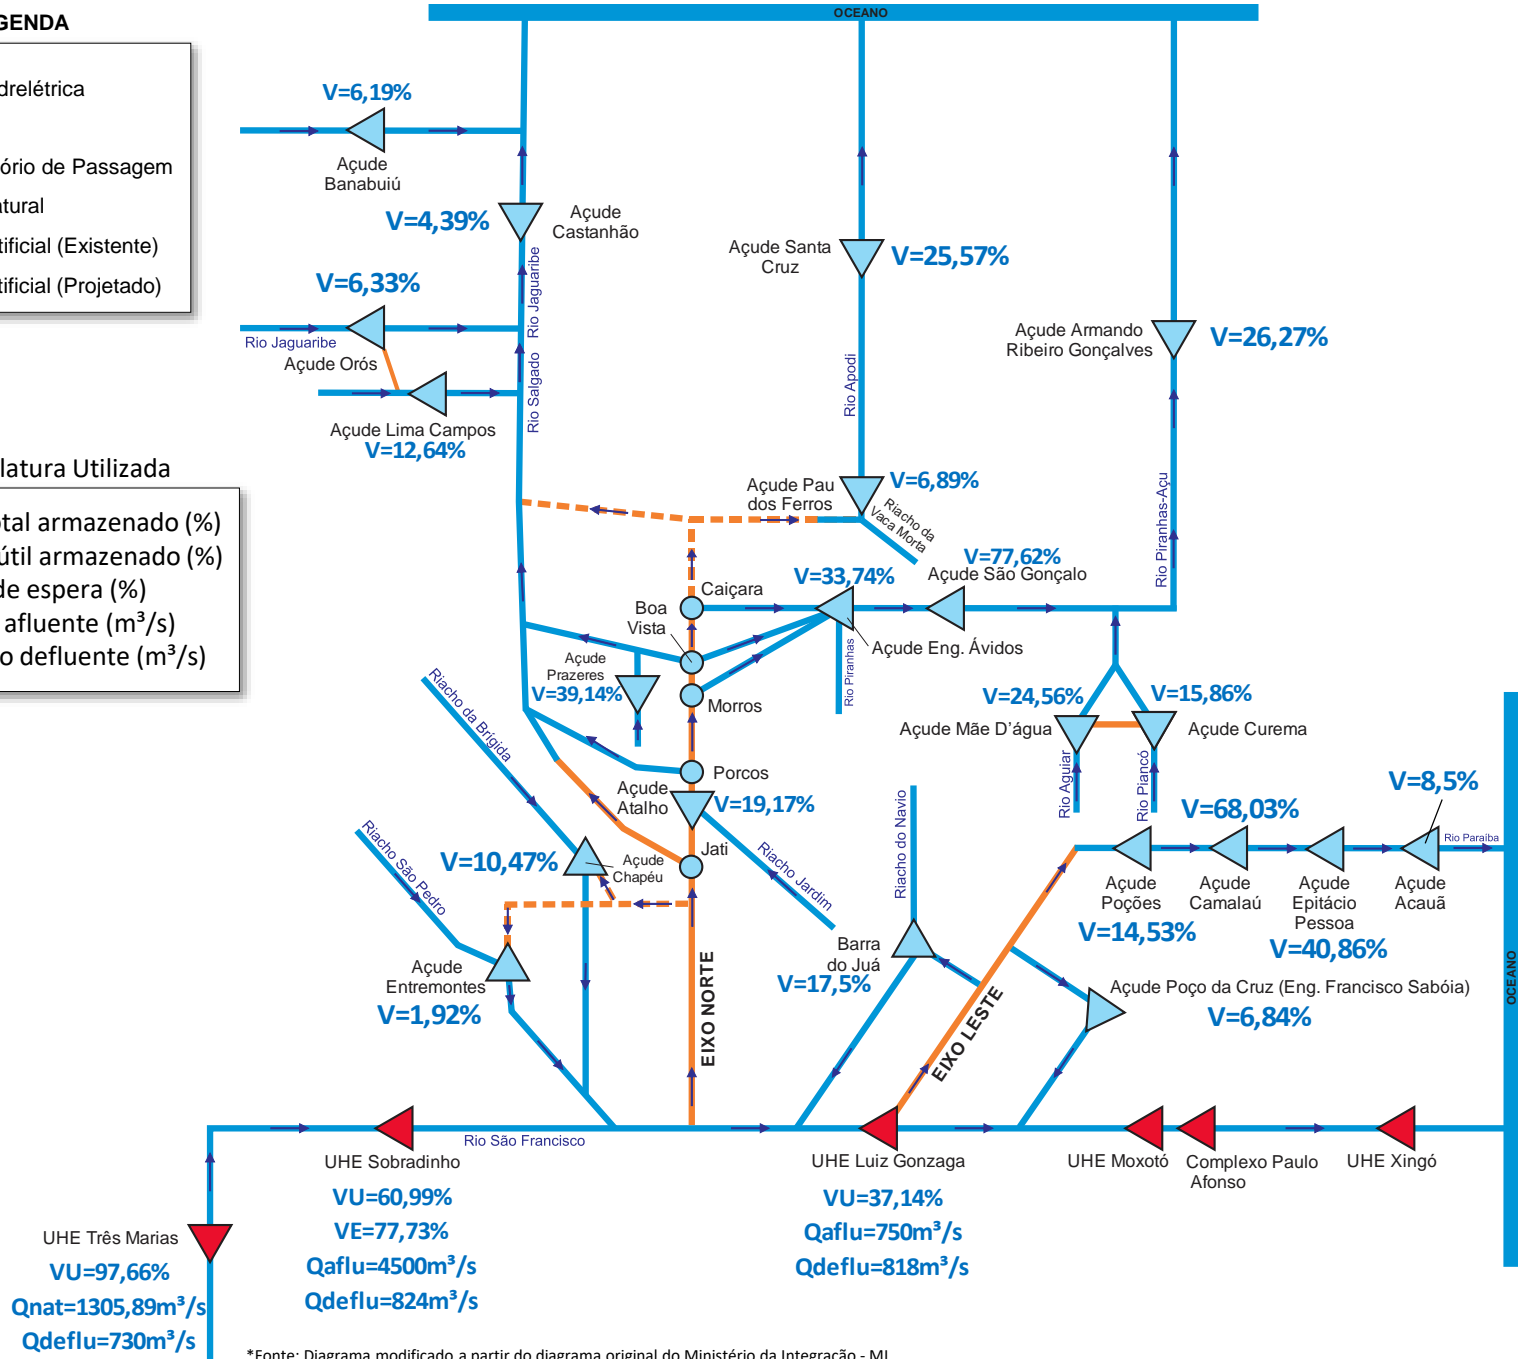 OCEANO
GENDA
drelétrica
ório de Passagem
atural
tificial (Existente)
tificial (Projetado)
V=6,19%
Açude
Banabuiú
V=4,39%
Açude
Castanhão
V=6,33%
Rio Jaguaribe
Açude Orós
Rio Jaguaribe
Rio Salgado
Açude Lima Campos
V=12,64%
Açude Santa
Cruz
V=25,57%
Rio Apodi
Açude Armando
Ribeiro Gonçalves
V=26,27%
Rio Piranhas-Açu
latura Utilizada
otal armazenado (%)
útil armazenado (%)
de espera (%)
afluente (m³/s)
o defluente (m³/s)
Açude Pau
dos Ferros
V=6,89%
Riacho da
Vaca Morta
V=77,62%
Açude São Gonçalo
V=33,74%
Caiçara
Boa
Vista
Açude Eng. Ávidos
Rio Piranhas
Açude
Prazeres
V=39,14%
Morros
Riacho da Brígida
Porcos
Açude
Atalho
V=19,17%
Jati
Riacho Jardim
V=24,56%
V=15,86%
Açude Mãe D'água
Açude Curema
Rio Aguiar
Rio Piancó
V=8,5%
V=68,03%
Rio Paraíba
Açude
Poções
Açude
Camalaú
Açude
Epitácio
Pessoa
Açude
Acauã
V=14,53%
V=40,86%
Riacho São Pedro
V=10,47%
Açude
Chapéu
Riacho do Navio
Açude
Entremontes
V=1,92%
EIXO NORTE
Barra
do Juá
V=17,5%
EIXO LESTE
Açude Poço da Cruz (Eng. Francisco Sabóia)
V=6,84%
OCEANO
Rio São Francisco
UHE Sobradinho
VU=60,99%
VE=77,73%
Qaflu=4500m³/s
Qdeflu=824m³/s
UHE Luiz Gonzaga
VU=37,14%
Qaflu=750m³/s
Qdeflu=818m³/s
UHE Moxotó
Complexo Paulo
Afonso
UHE Xingó
UHE Três Marias
VU=97,66%
Qnat=1305,89m³/s
Qdeflu=730m³/s
*Fonte: Diagrama modificado a partir do diagrama original do Ministério da Integração - MI